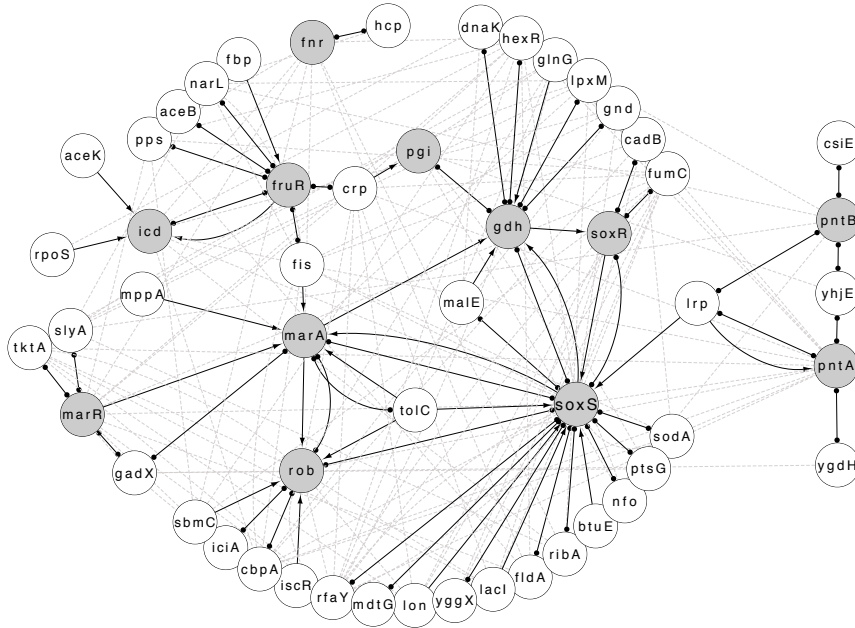 hcp
fnr
dnaK
hexR
glnG
fbp
lpxM
narL
gnd
aceB
cadB
pps
csiE
aceK
pgi
fumC
fruR
crp
pntB
icd
gdh
soxR
rpoS
fis
mppA
malE
lrp
yhjE
slyA
marA
tktA
pntA
marR
tolC
soxS
sodA
gadX
rob
ptsG
ygdH
nfo
sbmC
btuE
iciA
ribA
cbpA
fldA
iscR
lacI
rfaY
mdtG
lon
yggX